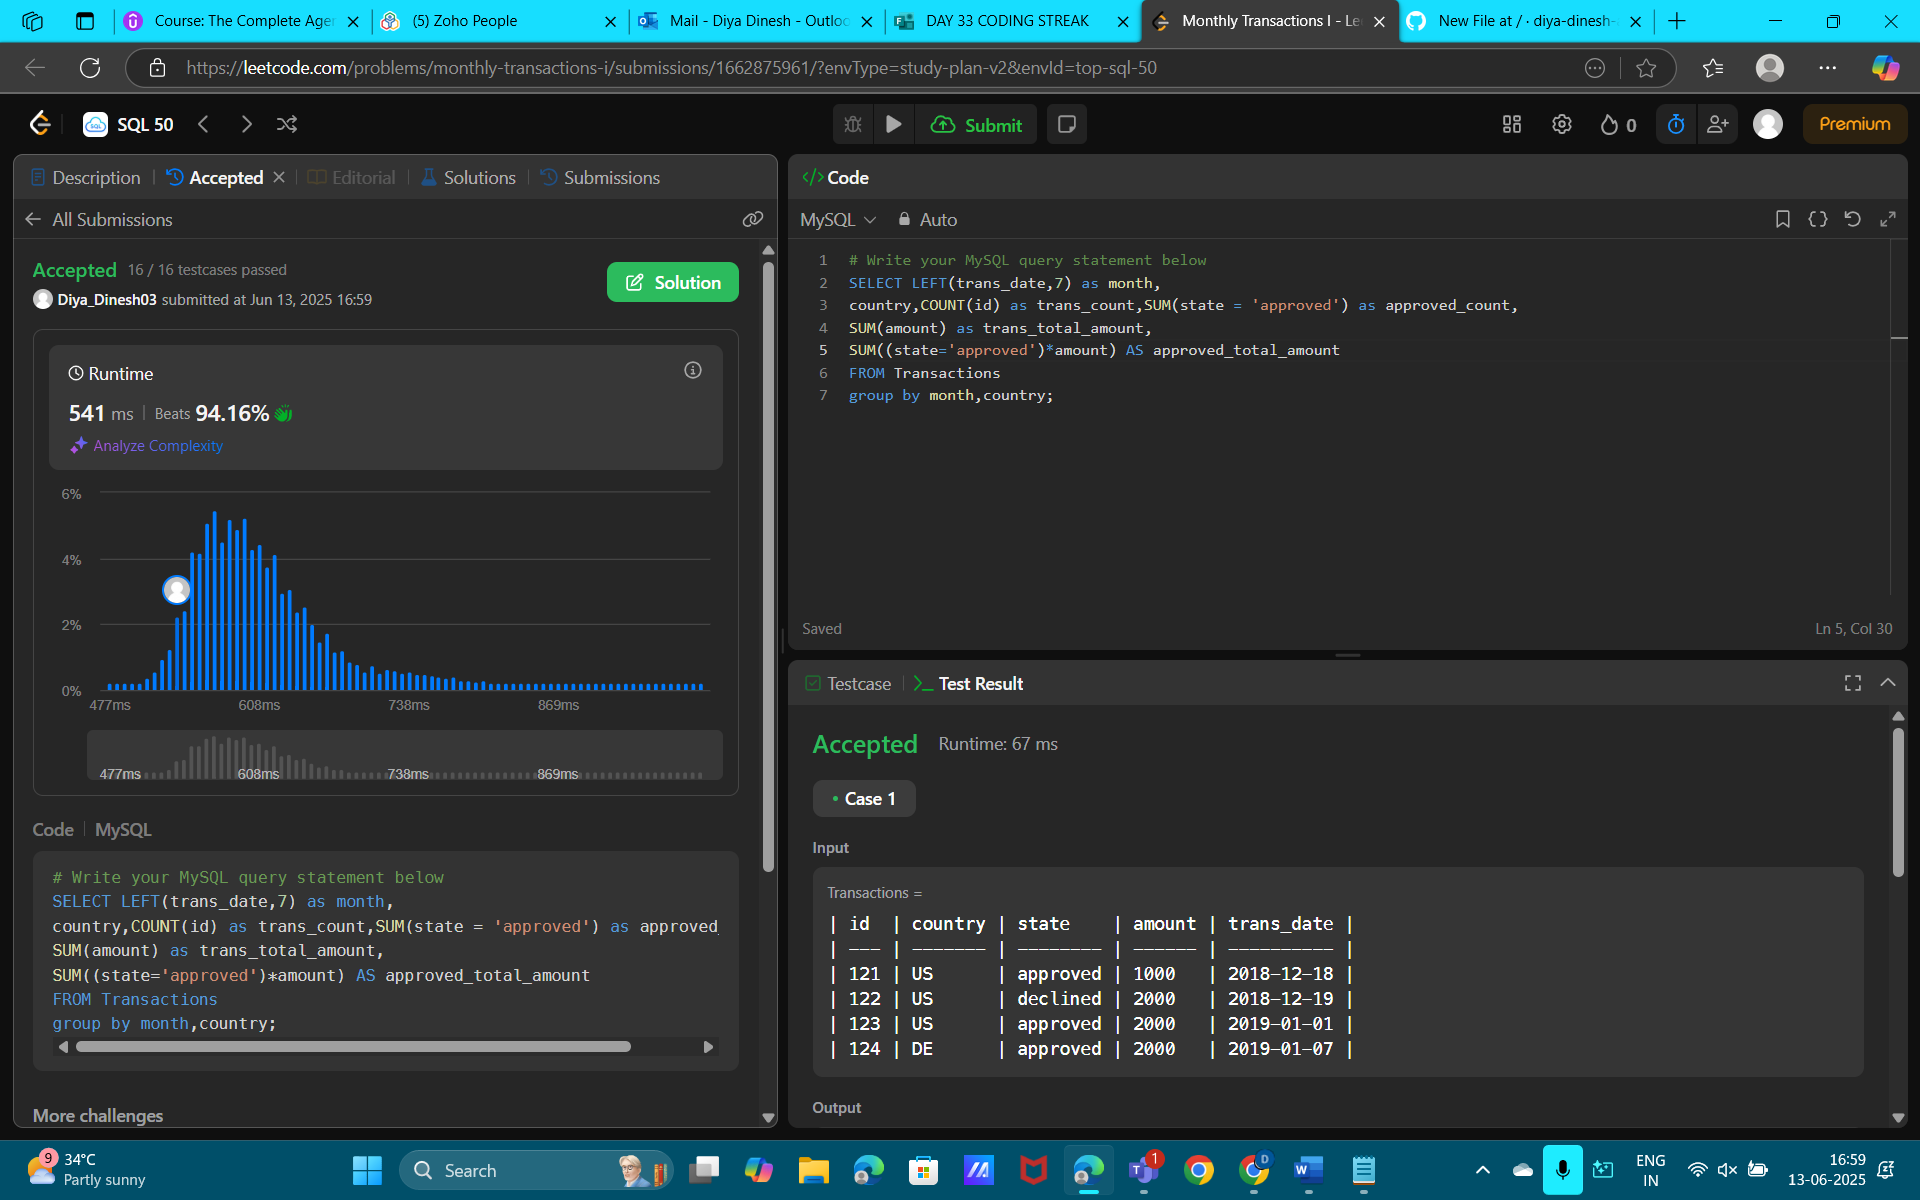 Course: The Complete Age
(5) Zoho People
Mail - Diya Dinesh - Outloo
DAY 33 CODING STREAK
Monthly Transactions I - Le
New File at / · diya-dinesh-
https://leetcode.com/problems/monthly-transactions-i/submissions/1662875961/?envType=study-plan-v2&envId=top-sql-50
SQL 50
Submit
0
Premium
Description
Accepted
Editorial
Solutions
Submissions
All Submissions
Accepted 16 / 16 testcases passed
Diya_Dinesh03 submitted at Jun 13, 2025 16:59
Solution
Runtime
541 ms Beats 94.16%
Analyze Complexity
6%
4%
2%
0%
477ms 608ms 738ms 869ms
477ms 608ms 738ms 869ms
Code MySQL
# Write your MySQL query statement below
SELECT LEFT(trans_date,7) as month,
country,COUNT(id) as trans_count,SUM(state = 'approved') as approved_
SUM(amount) as trans_total_amount,
SUM((state='approved')*amount) AS approved_total_amount
FROM Transactions
group by month,country;
More challenges
</> Code
MySQL Auto
1 # Write your MySQL query statement below
2 SELECT LEFT(trans_date,7) as month,
3 country,COUNT(id) as trans_count,SUM(state = 'approved') as approved_count,
4 SUM(amount) as trans_total_amount,
5 SUM((state='approved')*amount) AS approved_total_amount
6 FROM Transactions
7 group by month,country;
Saved Ln 5, Col 30
Testcase
Test Result
Accepted Runtime: 67 ms
• Case 1
Input
Transactions =
| id | country | state | amount | trans_date |
| --- | ------- | -------- | ------ | ---------- |
| 121 | US | approved | 1000 | 2018-12-18 |
| 122 | US | declined | 2000 | 2018-12-19 |
| 123 | US | approved | 2000 | 2019-01-01 |
| 124 | DE | approved | 2000 | 2019-01-07 |
Output
9
34°C
Partly sunny
Search
1
D
ENG
IN
16:59
13-06-2025